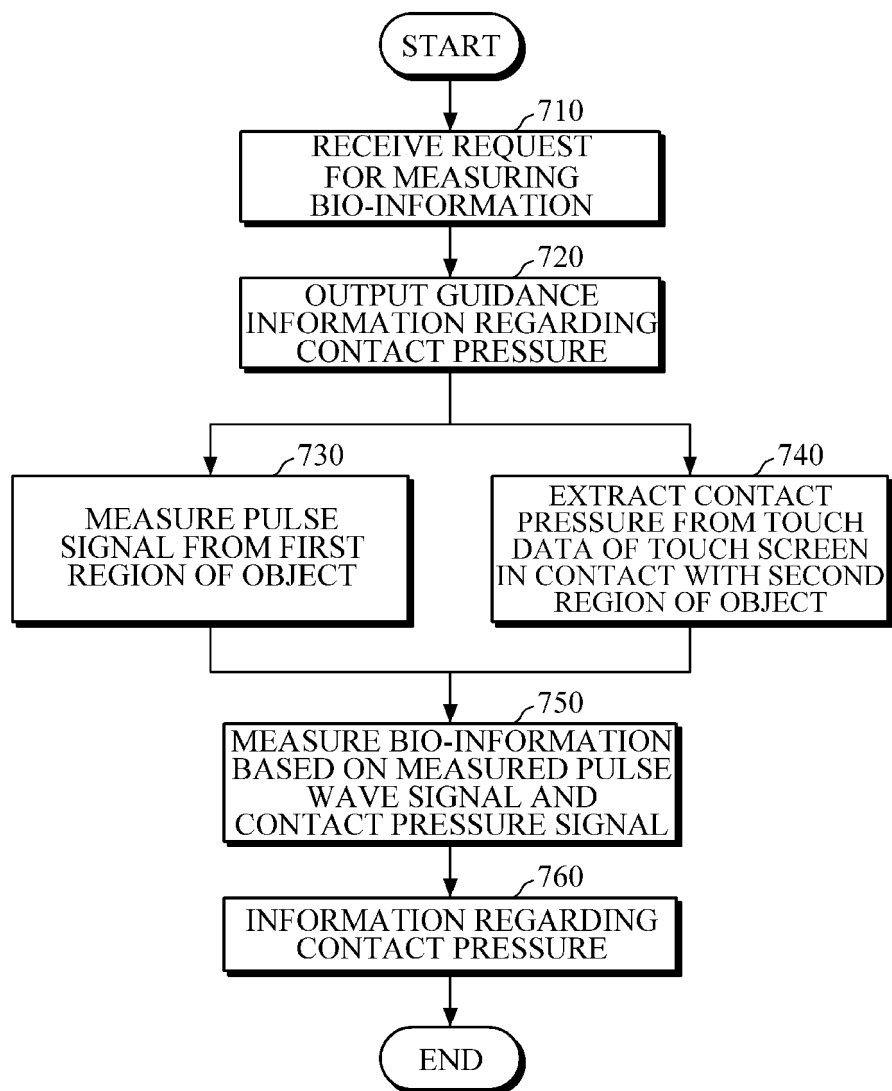 START
710
RECEIVE REQUEST
FOR MEASURING
BIO-INFORMATION
720
OUTPUT GUIDANCE
INFORMATION REGARDING
CONTACT PRESSURE
730
MEASURE PULSE
SIGNAL FROM FIRST
REGION OF OBJECT
740
EXTRACT CONTACT
PRESSURE FROM TOUCH
DATA OF TOUCH SCREEN
IN CONTACT WITH SECOND
REGION OF OBJECT
750
MEASURE BIO-INFORMATION
BASED ON MEASURED PULSE
WAVE SIGNAL AND
CONTACT PRESSURE SIGNAL
760
INFORMATION REGARDING
CONTACT PRESSURE
END